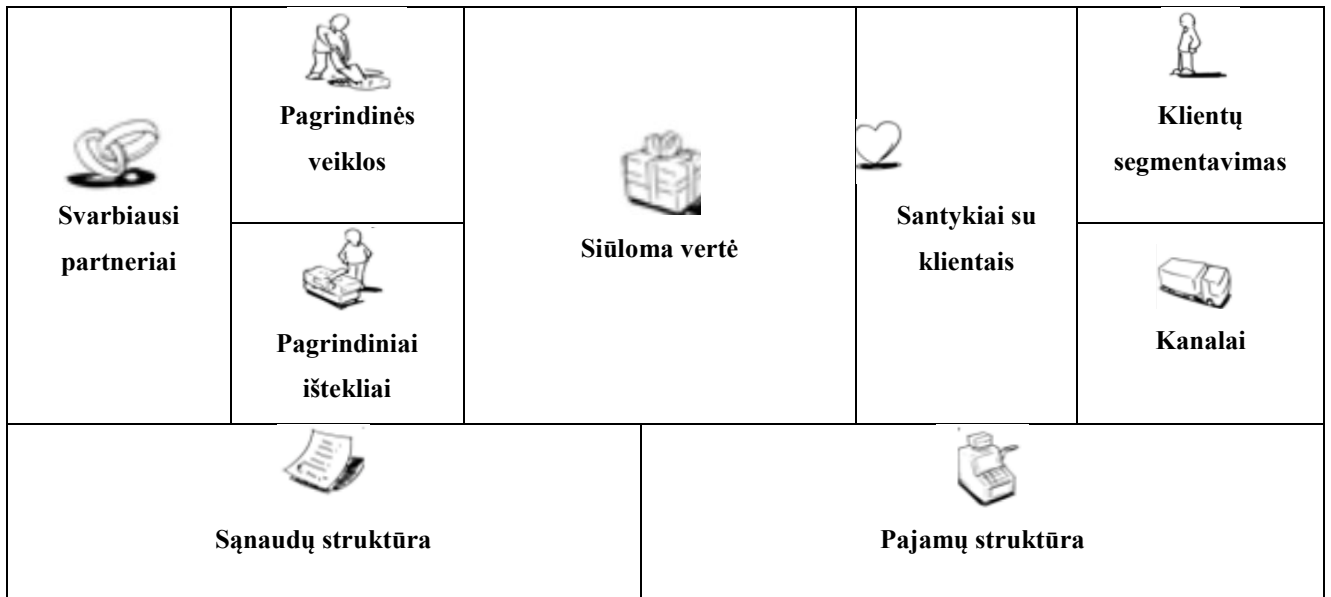 Svarbiausi
partneriai
Pagrindinės
veiklos
Pagrindiniai
ištekliai
Siūloma vertė
Santykiai su
klientais
Klientų
segmentavimas
Kanalai
Sąnaudų struktūra
Pajamų struktūra